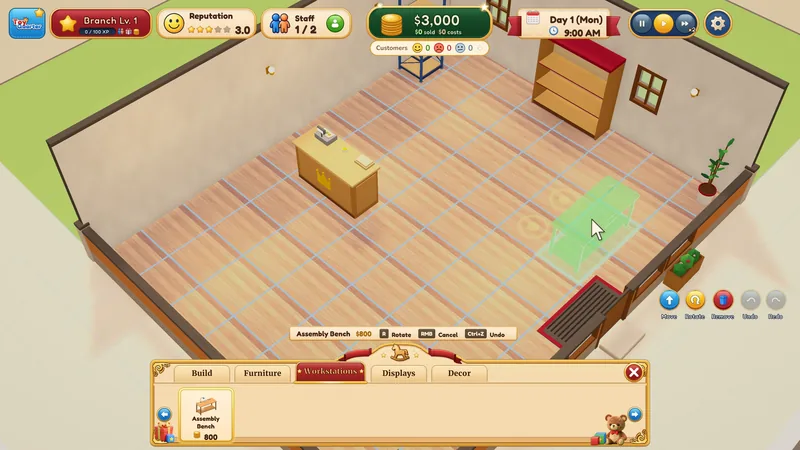 Branch Lv. 1
0 / 100 XP
Reputation
3.0
Staff
1 / 2
$3,000
$0 sold $0 costs
Customers 0 0 0
Day 1 (Mon)
9:00 AM
x2
Move Rotate Remove Undo Redo
Assembly Bench $800 R Rotate RMB Cancel Ctrl+Z Undo
Build Furniture Workstations Displays Decor
Assembly
Bench
800